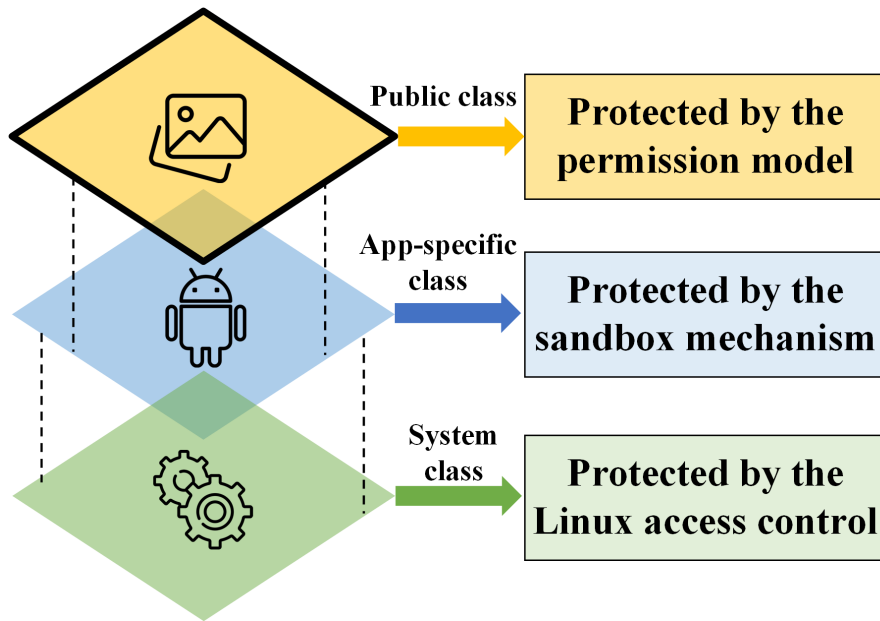 Public class
Protected by the
permission model
App-specific
class
Protected by the
sandbox mechanism
System
class
Protected by the
Linux access control